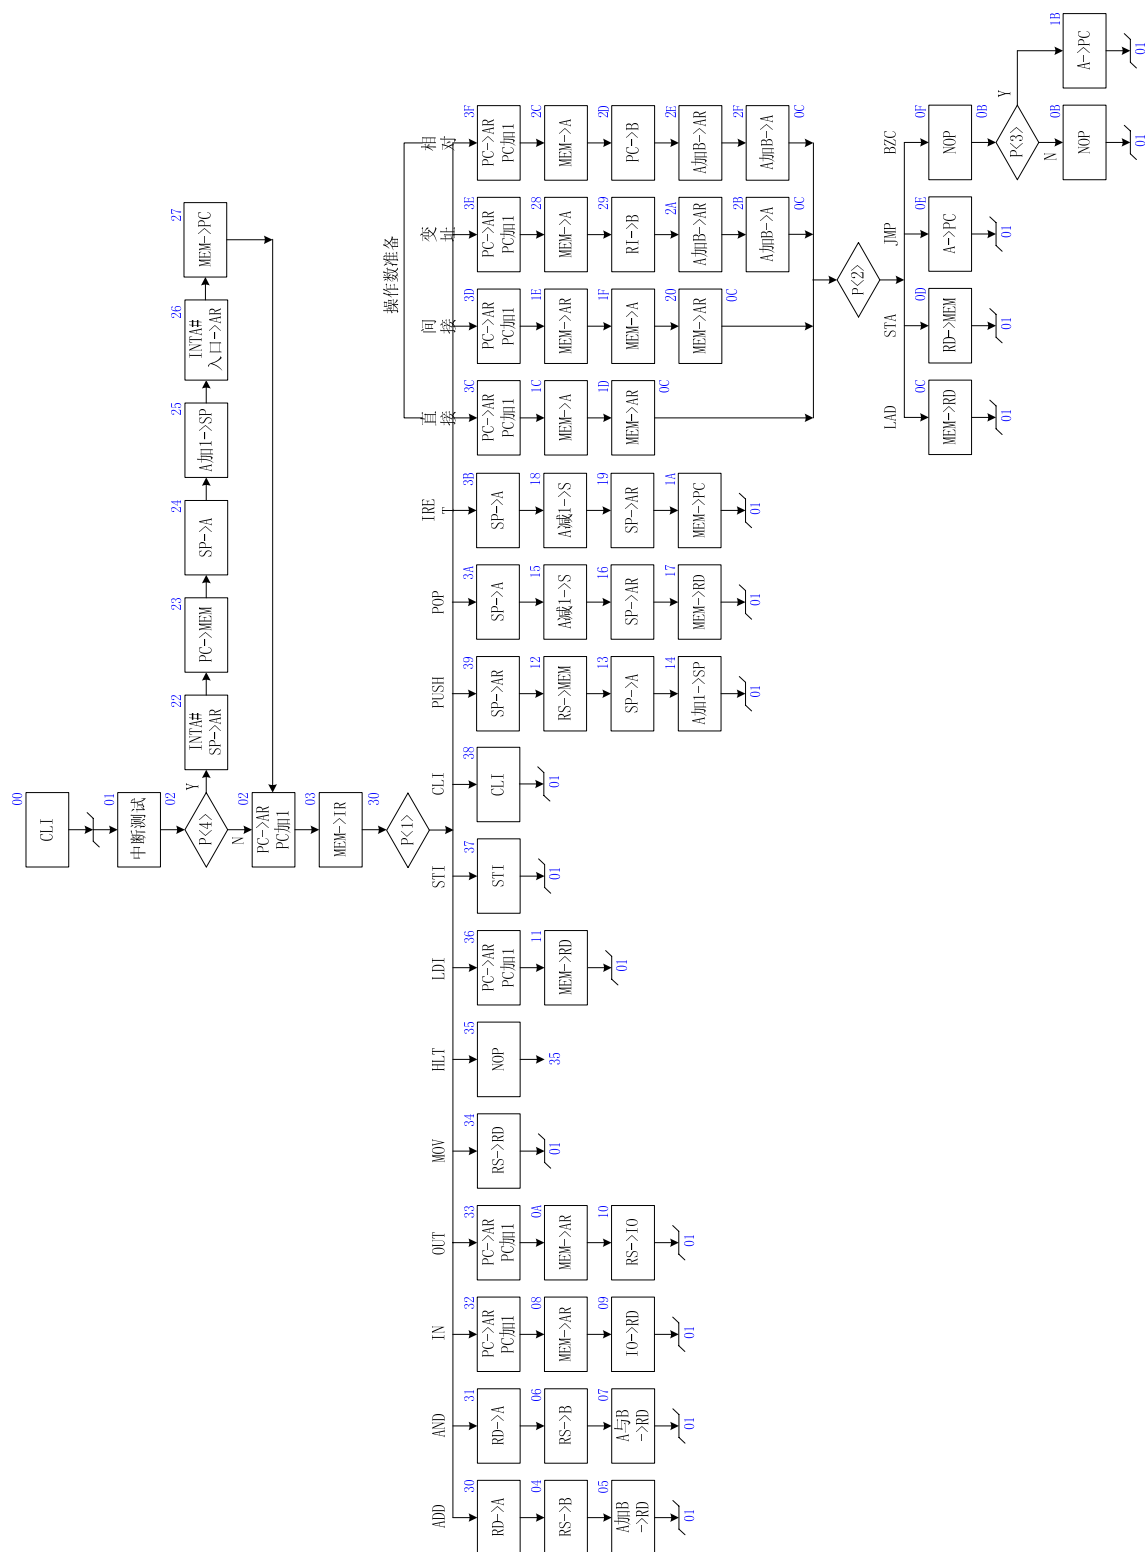 00
CLI
01
中断测试
02
P<4>
Y
N
22
INTA#
SP->AR
23
PC->MEM
24
SP->A
25
A加1->SP
26
INTA#
入口->AR
27
MEM->PC
02
PC->AR
PC加1
03
MEM->IR
30
P<1>
ADD
30
RD->A
04
RS->B
05
A加B
->RD
01
AND
31
RD->A
06
RS->B
07
A与B
->RD
01
IN
32
PC->AR
PC加1
08
MEM->AR
09
IO->RD
01
OUT
33
PC->AR
PC加1
0A
MEM->AR
10
RS->IO
01
MOV
34
RS->RD
01
HLT
35
NOP
35
LDI
36
PC->AR
PC加1
11
MEM->RD
01
STI
37
STI
01
CLI
38
CLI
01
PUSH
39
SP->AR
12
RS->MEM
13
SP->A
14
A加1->SP
01
POP
3A
SP->A
15
A减1->S
16
SP->AR
17
MEM->RD
01
IRE
T
3B
SP->A
18
A减1->S
19
SP->AR
1A
MEM->PC
01
操作数准备
直
接
3C
PC->AR
PC加1
1C
MEM->A
1D
MEM->AR
0C
间
接
3D
PC->AR
PC加1
1E
MEM->AR
1F
MEM->A
20
MEM->AR
0C
变
址
3E
PC->AR
PC加1
28
MEM->A
29
RI->B
2A
A加B->AR
2B
A加B->A
0C
相
对
3F
PC->AR
PC加1
2C
MEM->A
2D
PC->B
2E
A加B->AR
2F
A加B->A
0C
P<2>
LAD
0C
MEM->RD
01
STA
0D
RD->MEM
01
JMP
0E
A->PC
01
BZC
0F
NOP
0B
P<3>
N
Y
0B
NOP
01
1B
A->PC
01